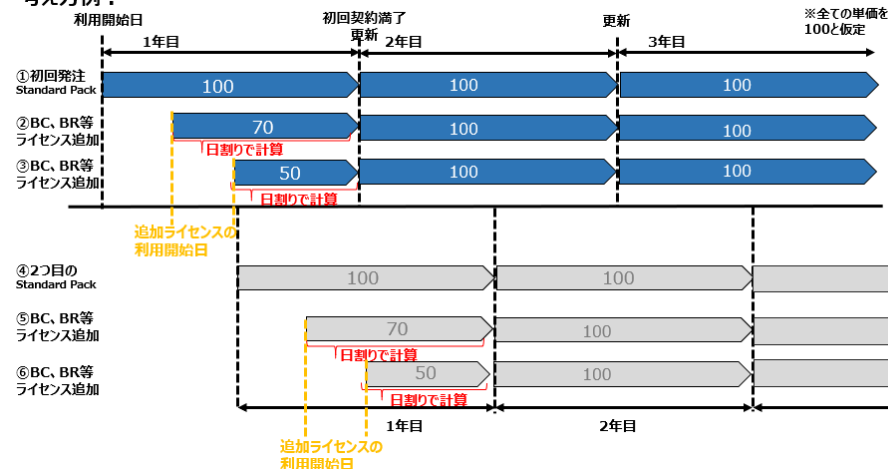 考え方例：
利用開始日
初回契約満了
更新
更新
※全ての単価を
100と仮定
1年目
2年目
3年目
①初回発注
Standard Pack
100
100
100
②BC、BR等
ライセンス追加
70
100
100
日割りで計算
③BC、BR等
ライセンス追加
50
100
100
日割りで計算
追加ライセンスの
利用開始日
④2つ目の
Standard Pack
100
100
⑤BC、BR等
ライセンス追加
70
100
日割りで計算
⑥BC、BR等
ライセンス追加
50
100
日割りで計算
1年目
2年目
追加ライセンスの
利用開始日